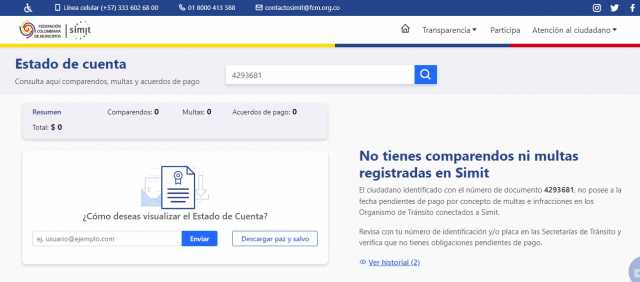 Línea celular (+57) 333 602 68 00
01 8000 413 588
contactosimit@fcm.org.co
FEDERACIÓN
COLOMBIANA
DE MUNICIPIOS
simit
Transparencia
Participa
Atención al ciudadano
Estado de cuenta
Consulta aquí comparendos, multas y acuerdos de pago
4293681
Resumen
Comparendos: 0
Multas: 0
Acuerdos de pago: 0
Total: $ 0
¿Cómo deseas visualizar el Estado de Cuenta?
ej. usuario@ejemplo.com
Enviar
Descargar paz y salvo
No tienes comparendos ni multas
registradas en Simit
El ciudadano identificado con el número de documento 4293681, no posee a la
fecha pendientes de pago por concepto de multas e infracciones en los
Organismo de Tránsito conectados a Simit.
Revisa con tu número de identificación y/o placa en las Secretarías de Tránsito y
verifica que no tienes obligaciones pendientes de pago.
Ver historial (2)